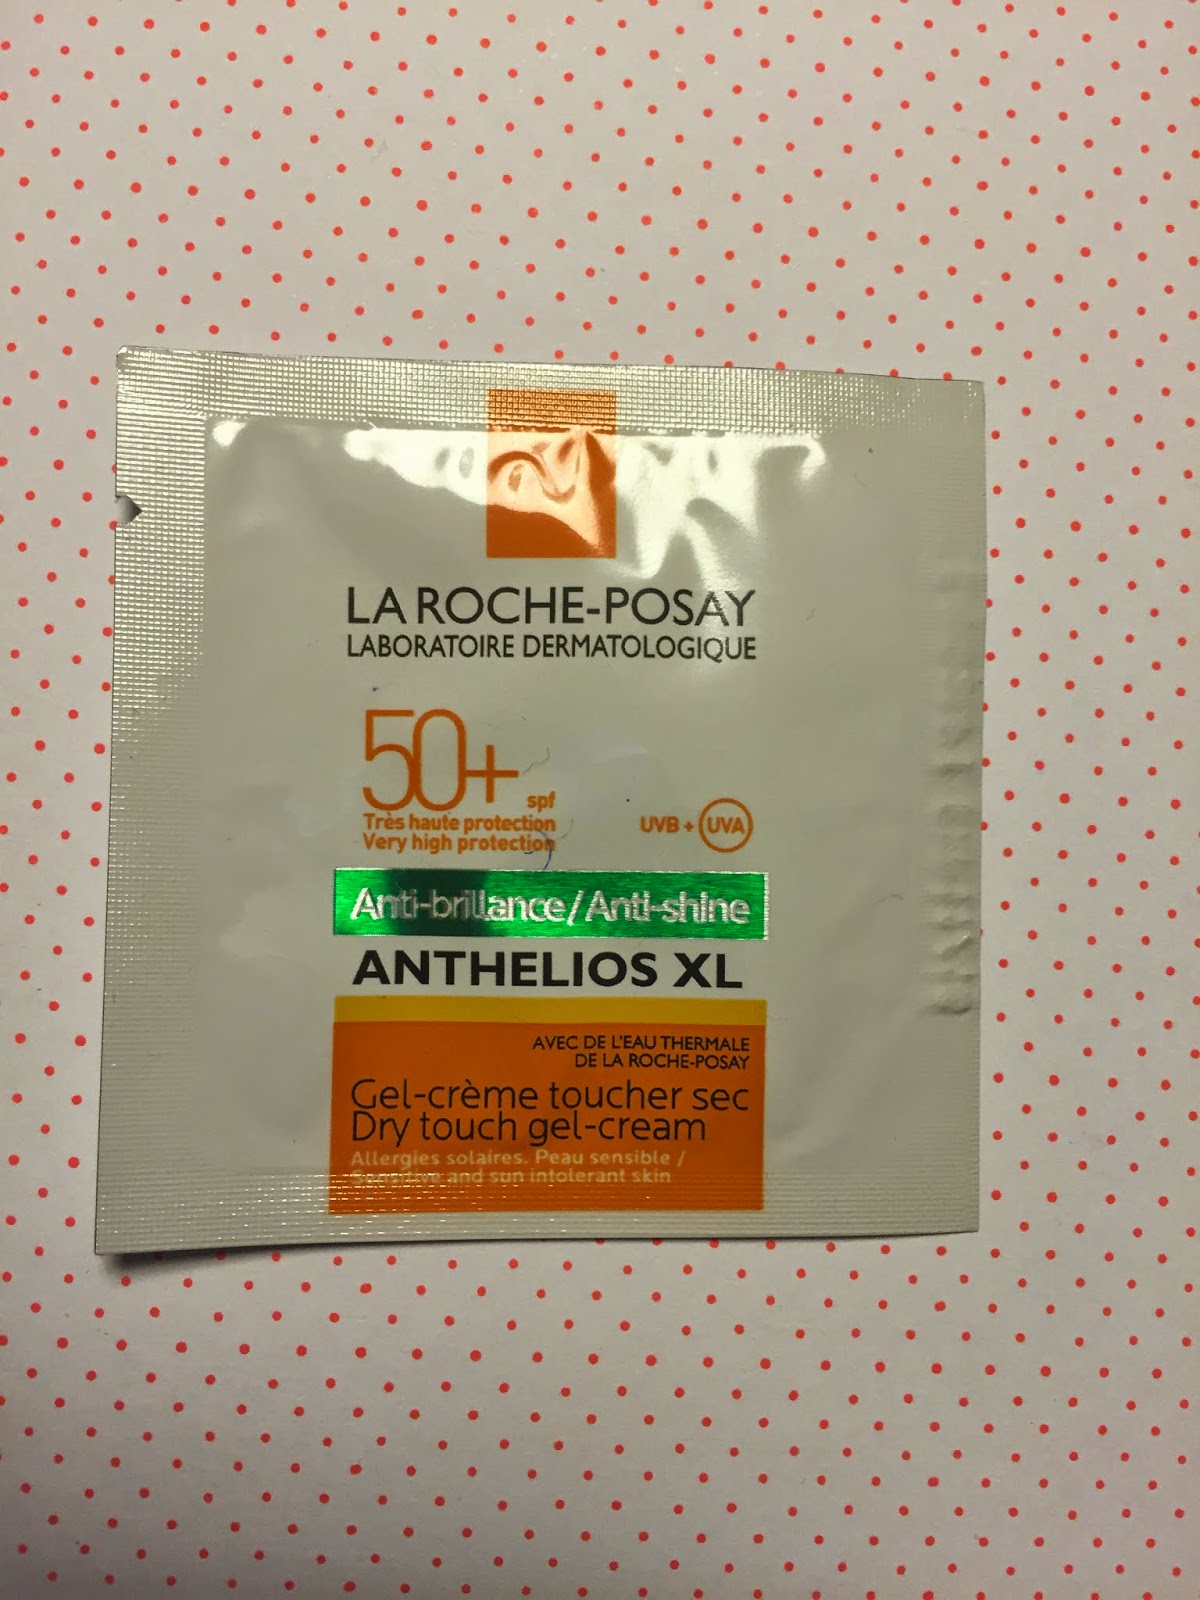 LA ROCHE-POSAY
LABORATOIRE DERMATOLOGIQUE
50+ spf
Très haute protection
Very high protection
UVB + UVA
Anti-brillance/Anti-shine
ANTHELIOS XL
AVEC DE L'EAU THERMALE
DE LA ROCHE-POSAY
Gel-crème toucher sec
Dry touch gel-cream
Allergies solaires. Peau sensible /
Sensitive and sun intolerant skin